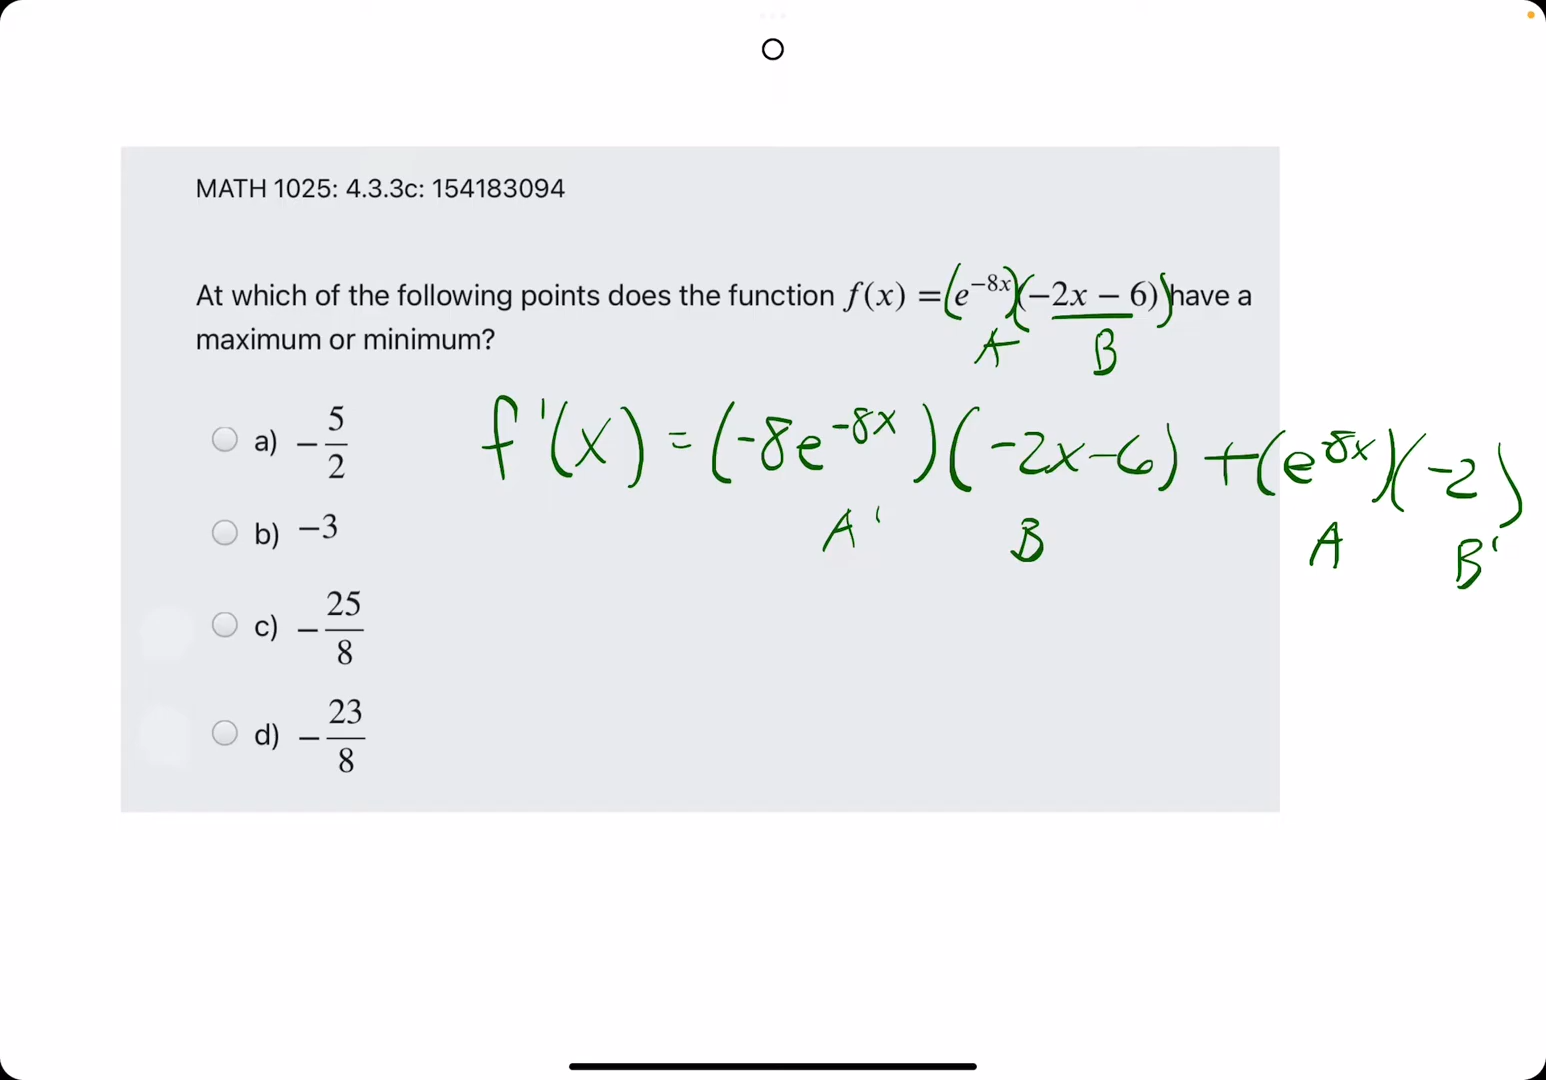 MATH 1025: 4.3.3c: 154183094
At which of the following points does the function f(x) = (e^{-8x})(-2x - 6)) have a
A B
maximum or minimum?
f'(x) = (-8e^{-8x})(-2x-6) + (e^{-8x})(-2)
A' B A B'
a) -5/2
b) -3
c) -25/8
d) -23/8